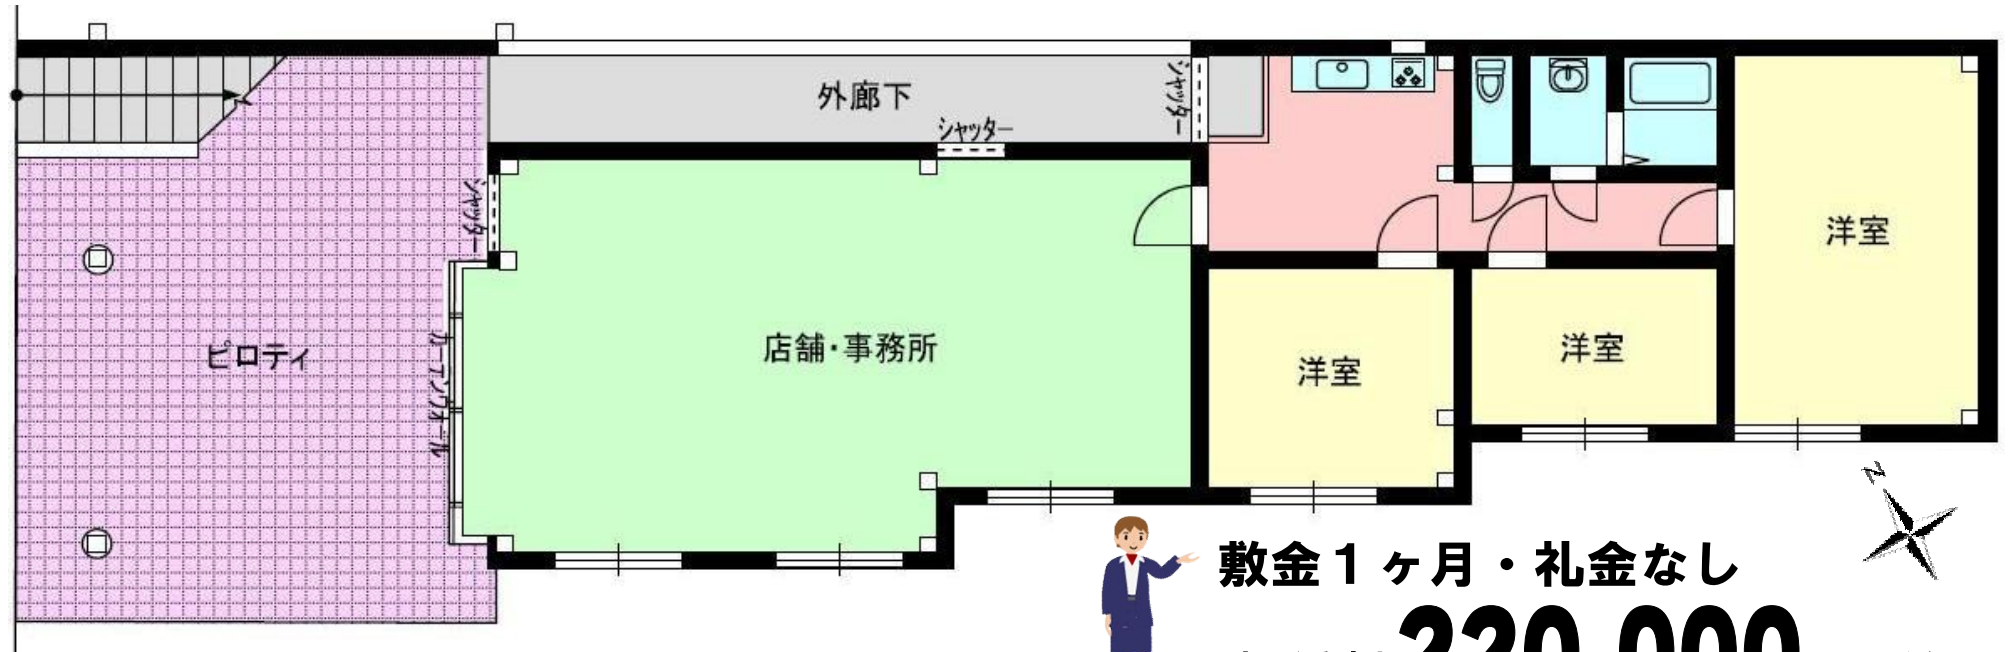 外廊下
シャッター
シャッター
シャッター
ピロティ
カーテンウォール
店舗・事務所
洋室
洋室
洋室
N
敷金1ヶ月・礼金なし
220,000